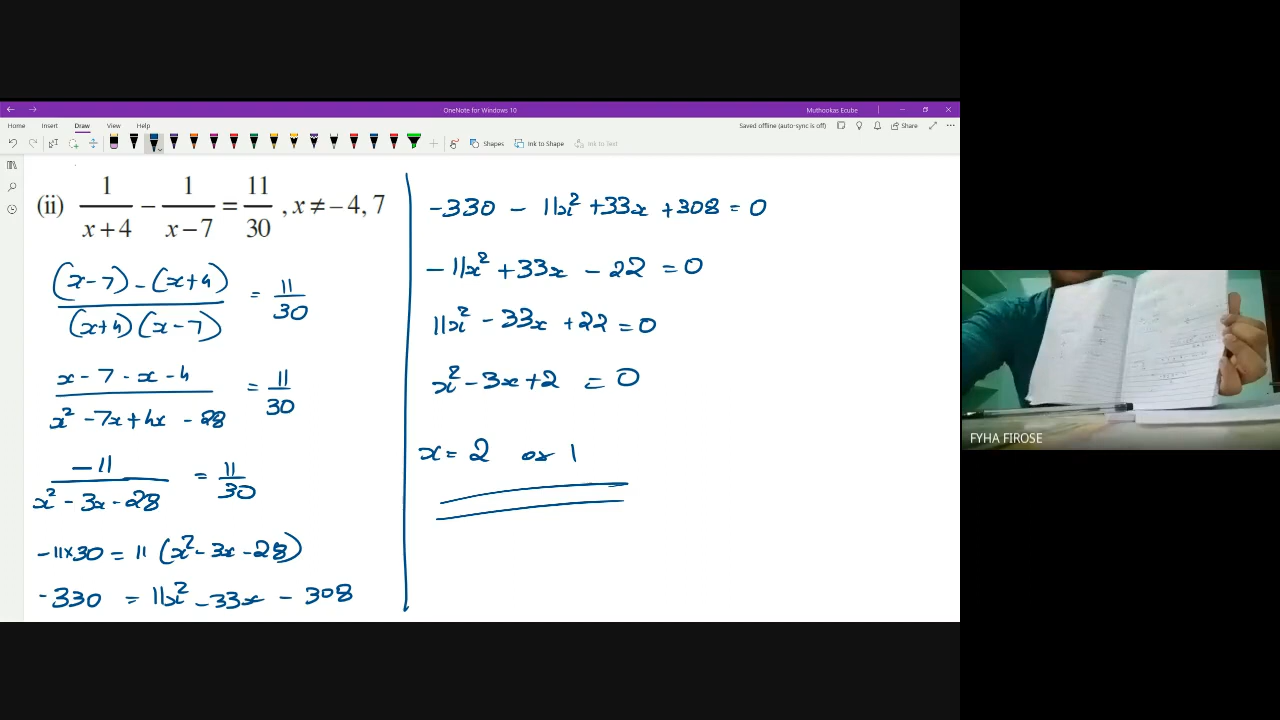 OneNote for Windows 10
Muthookas Ecube
Home Insert Draw View Help
Saved offline (auto-sync is off)
Share
Shapes
Ink to Shape
Ink to Text
(ii) 1/(x+4) − 1/(x−7) = 11/30, x ≠ −4, 7
((x-7) - (x+4))/((x+4)(x-7)) = 11/30
(x-7-x-4)/(x² -7x+4x -28) = 11/30
-11/(x² -3x-28) = 11/30
-11×30 = 11 (x² -3x-28)
-330 = 11x² -33x - 308
-330 - 11x² +33x +308 = 0
-11x² +33x - 22 = 0
11x² -33x +22 = 0
x² -3x+2 = 0
x = 2 or 1
FYHA FIROSE